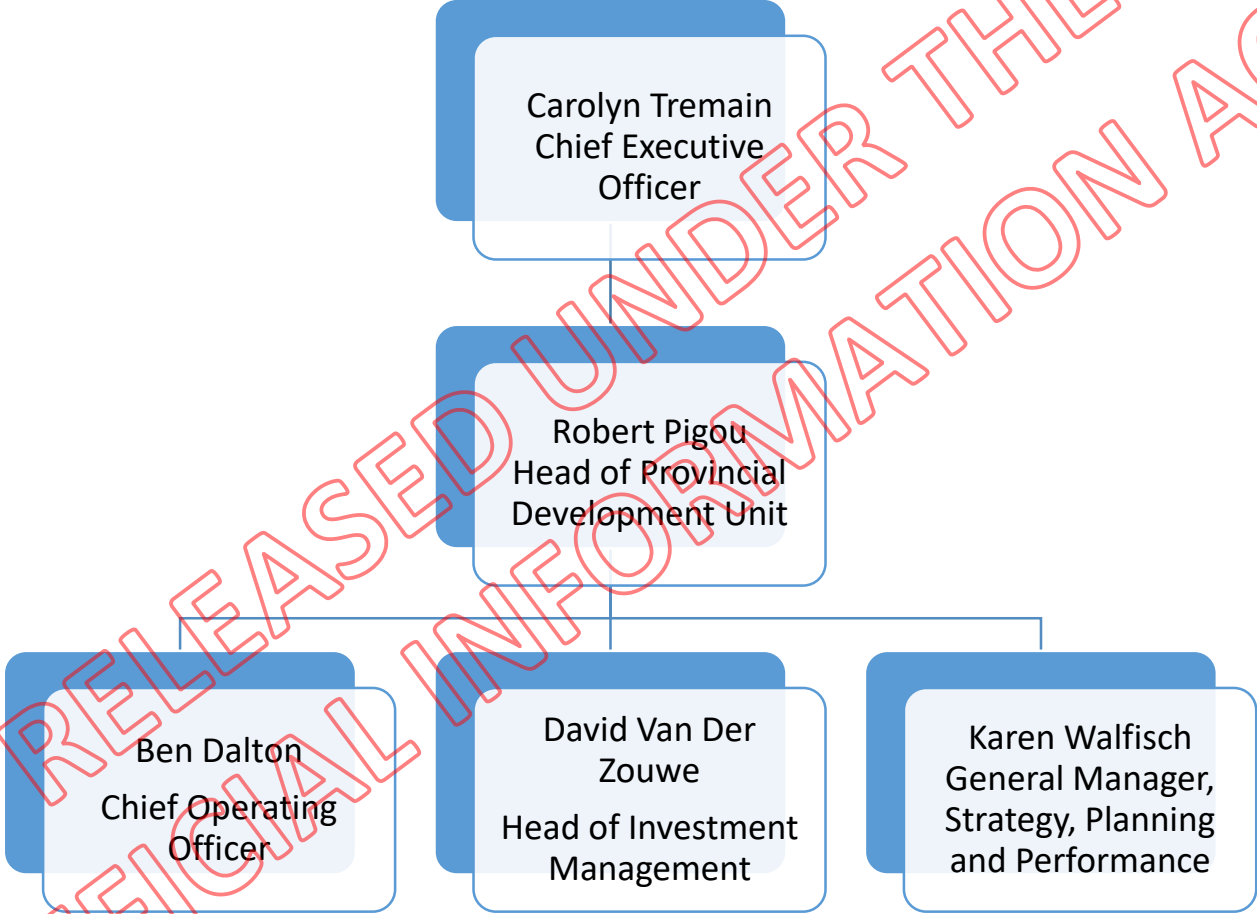 Carolyn Tremain
Chief Executive
Officer
Robert Pigou
Head of Provincial
Development Unit
Ben Dalton
Chief Operating
Officer
David Van Der
Zouwe
Head of Investment
Management
Karen Walfisch
General Manager,
Strategy, Planning
and Performance
RELEASED UNDER THE
OFFICIAL INFORMATION AC